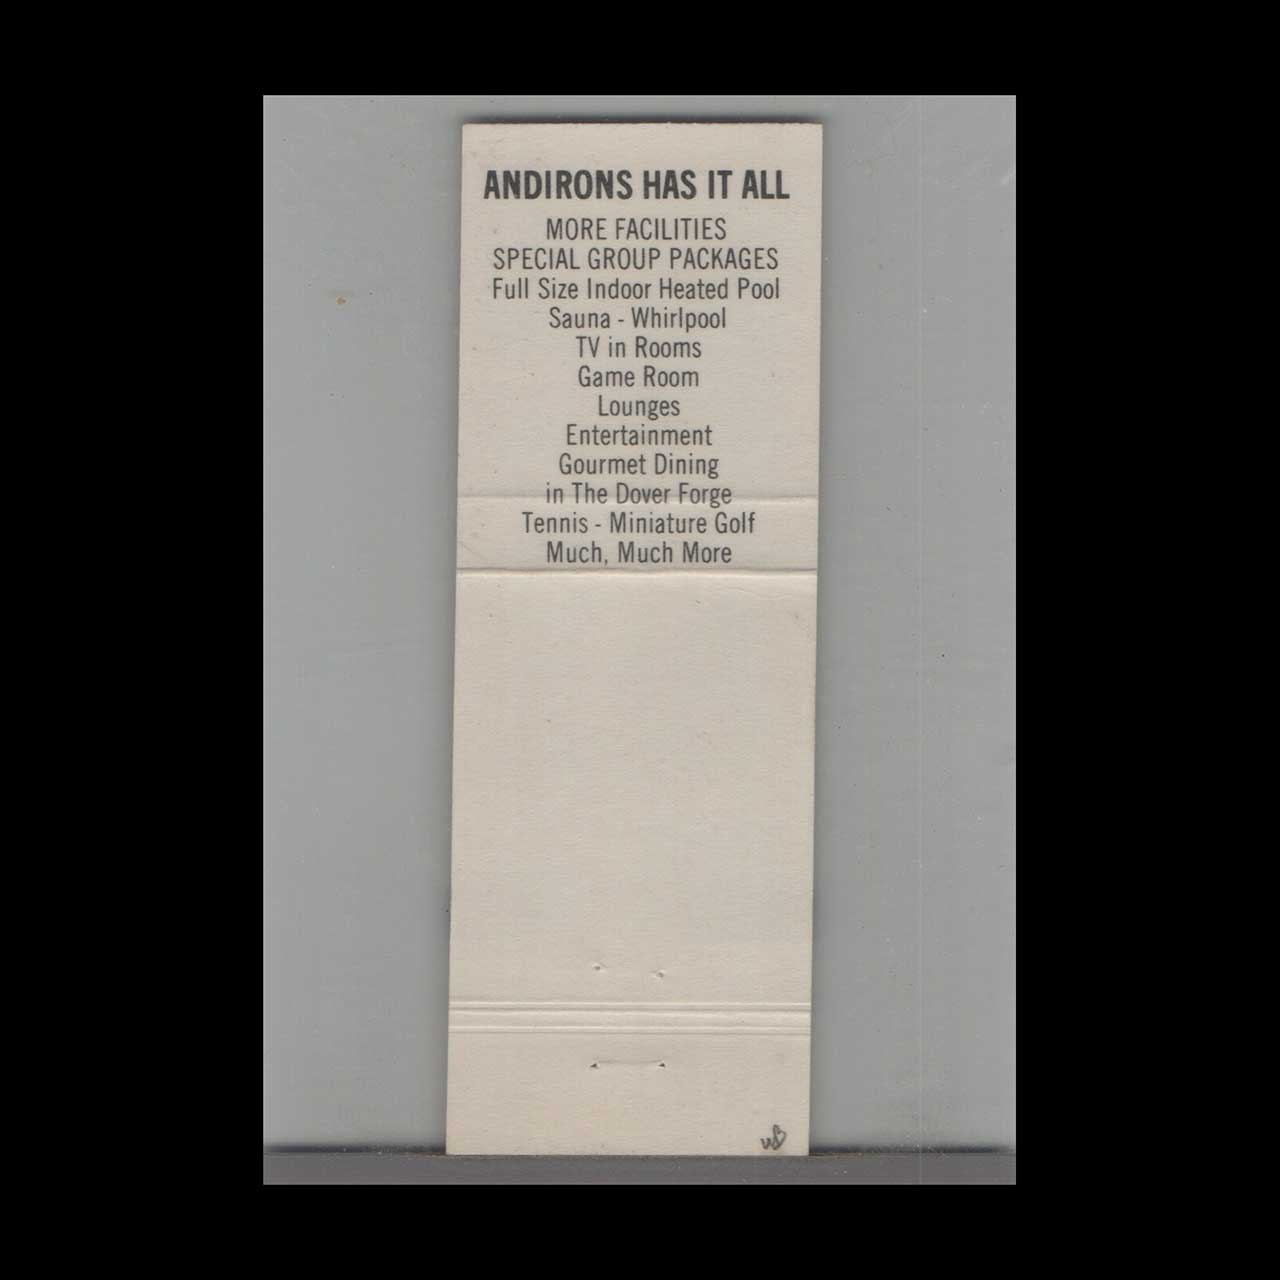 ANDIRONS HAS IT ALL
MORE FACILITIES
SPECIAL GROUP PACKAGES
Full Size Indoor Heated Pool
Sauna - Whirlpool
TV in Rooms
Game Room
Lounges
Entertainment
Gourmet Dining
in The Dover Forge
Tennis - Miniature Golf
Much, Much More